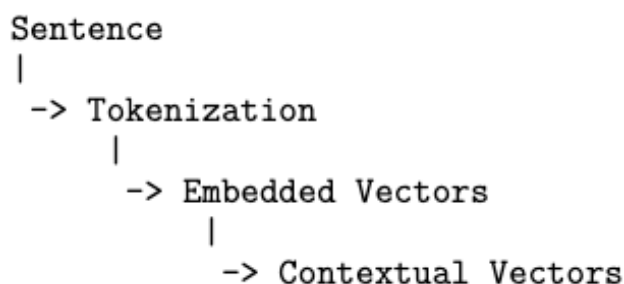 Sentence
|
-> Tokenization
|
-> Embedded Vectors
|
-> Contextual Vectors